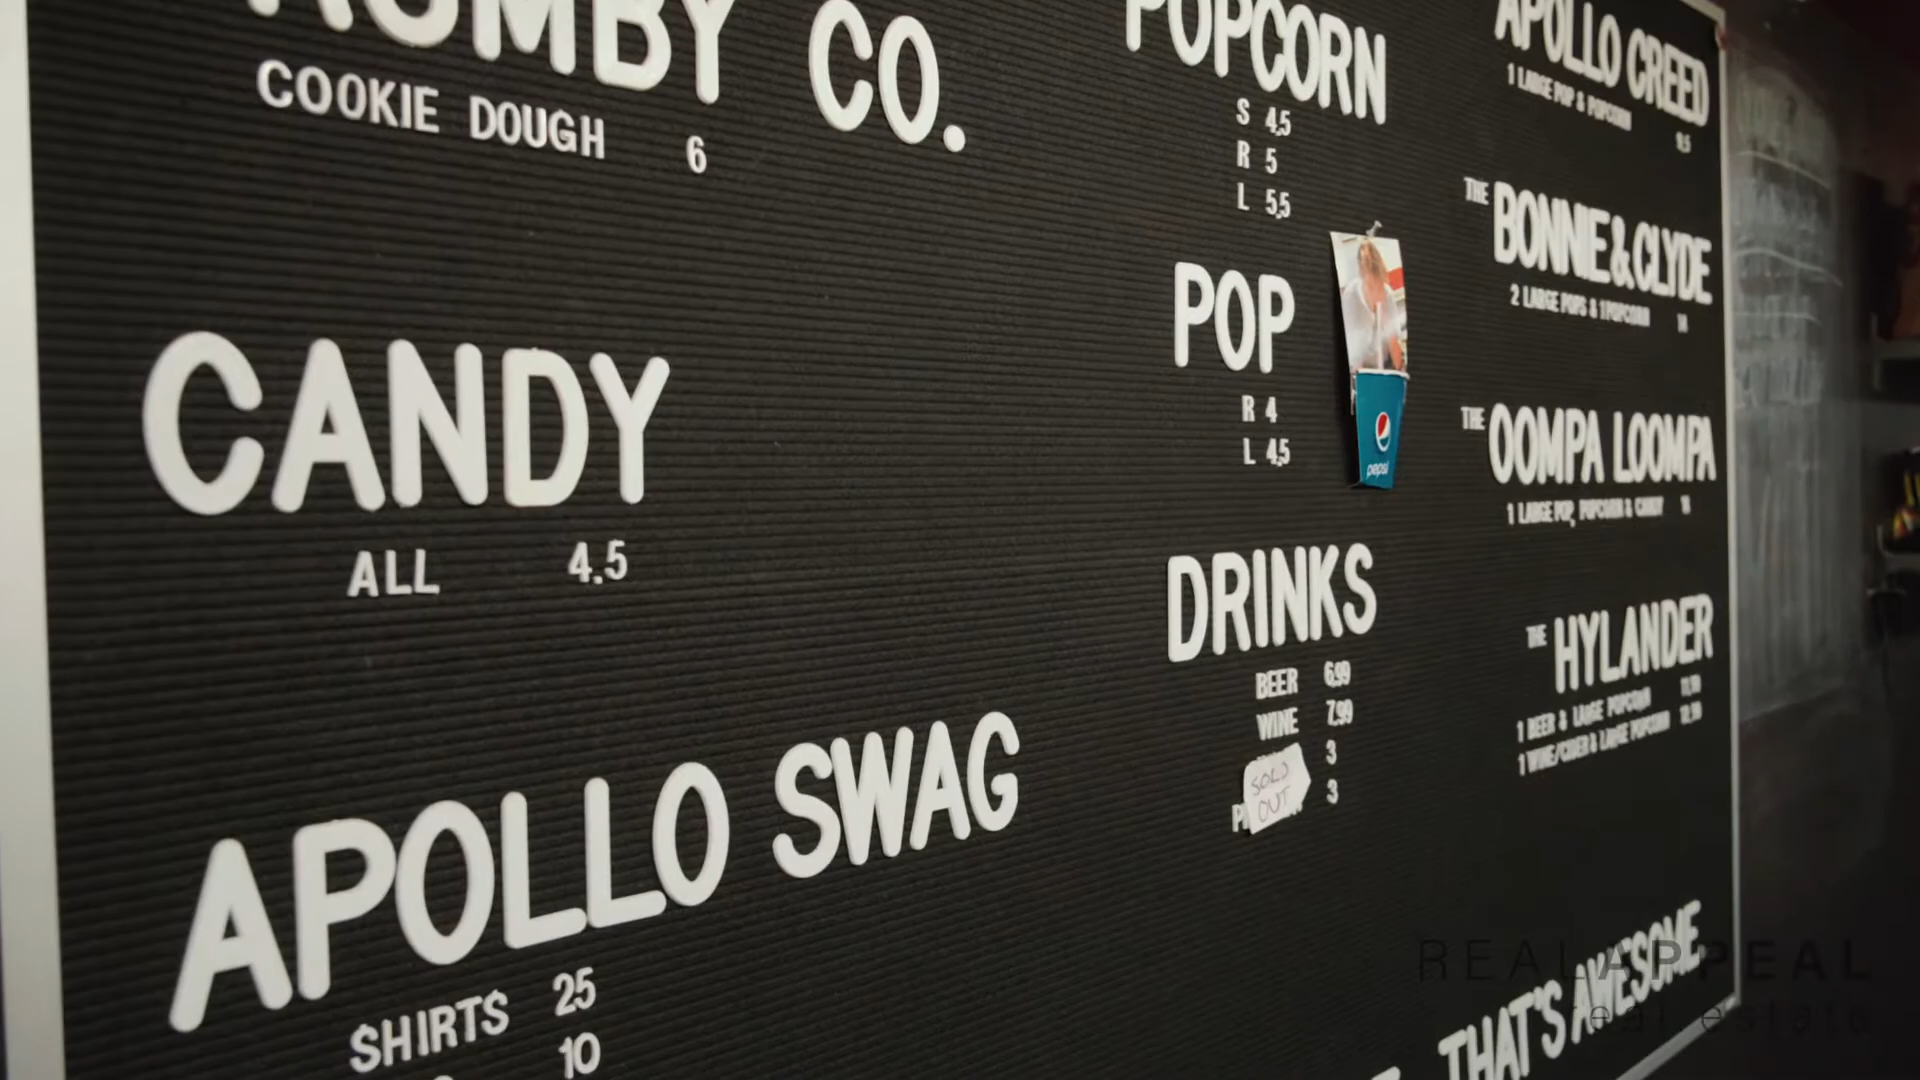 CO.
COOKIE DOUGH 6
CANDY
ALL 4.5
APOLLO SWAG
SHIRTS 25
10
POPCORN
S 4.5
R 5
L 5.5
POP
R 4
L 4.5
pepsi
DRINKS
BEER 6.99
WINE 7.99
3
3
SOLD
OUT
APOLLO CREED
1 LARGE POP & POPCORN
9.5
THE BONNIE&CLYDE
2 LARGE POPS & 1 POPCORN 14
THE OOMPA LOOMPA
1 LARGE POP, POPCORN & CANDY
THE HYLANDER
1 BEER & LARGE POPCORN
1 WINE/CIDER & LARGE POPCORN
THAT'S AWESOME
REAL APPEAL
real estate